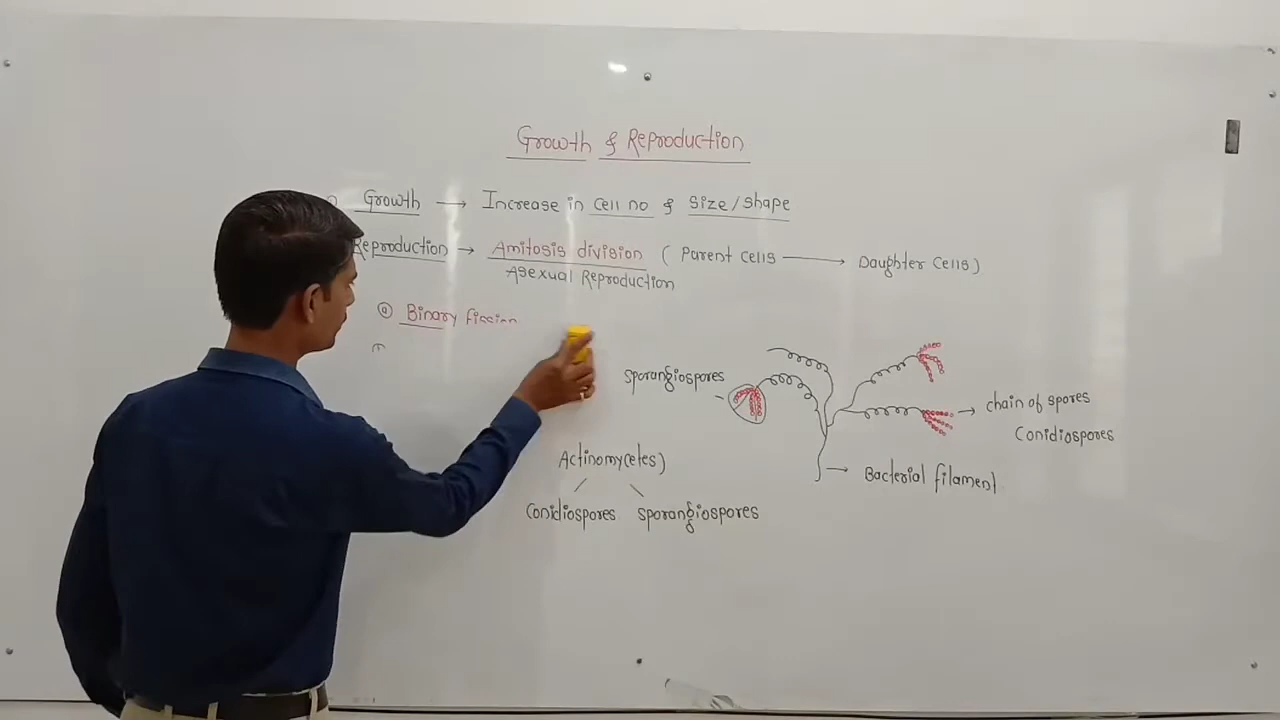 Growth & Reproduction
Growth → Increase in cell no & size/shape
Reproduction → Amitosis division ( Parent cells → Daughter cells)
Asexual Reproduction
(a) Binary fission
sporangiospores
chain of spores
Conidiospores
Bacterial filament
Actinomycetes)
Conidiospores sporangiospores